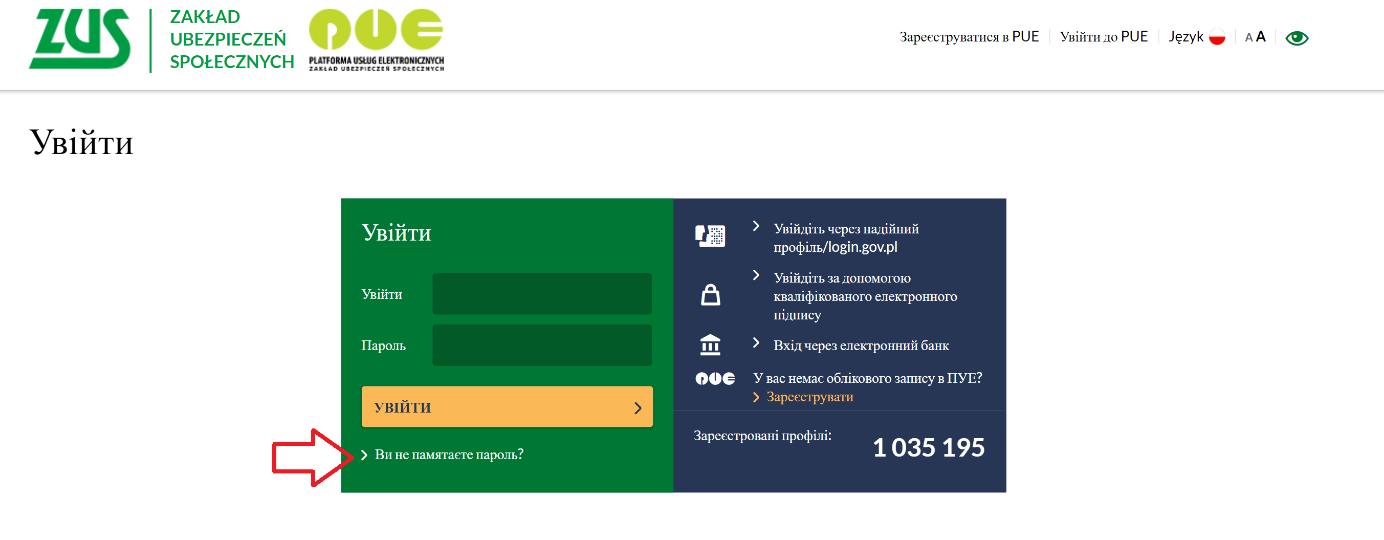 ZUS
ZAKŁAD
UBEZPIECZEŃ
SPOŁECZNYCH
PUE
PLATFORMA USŁUG ELEKTRONICZNYCH
ZAKŁAD UBEZPIECZEŃ SPOŁECZNYCH
Зареєструватися в PUE
Увійти до PUE
Język
A A
Увійти
Увійти
Увійти
Пароль
УВІЙТИ
Ви не памятаєте пароль?
Увійдіть через надійний
профіль/login.gov.pl
Увійдіть за допомогою
кваліфікованого електронного
підпису
Вхід через електронний банк
PUE
У вас немає облікового запису в ПУЕ?
Зареєструвати
Зареєстровані профілі:
1 035 195